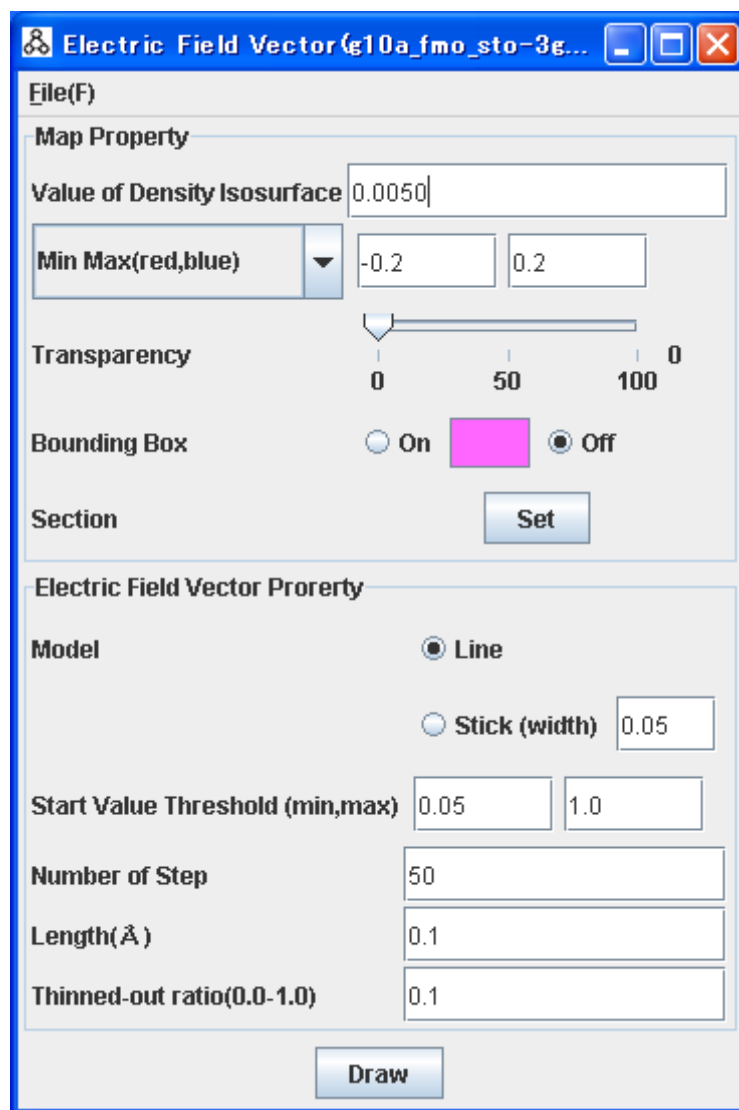 Electric Field Vector(g10a_fmo_sto-3g...
File(F)
Map Property
Value of Density Isosurface 0.0050
Min Max(red,blue) -0.2 0.2
Transparency 0
0 50 100
Bounding Box On Off
Section Set
Electric Field Vector Prorerty
Model Line
Stick (width) 0.05
Start Value Threshold (min,max) 0.05 1.0
Number of Step 50
Length(Å) 0.1
Thinned-out ratio(0.0-1.0) 0.1
Draw